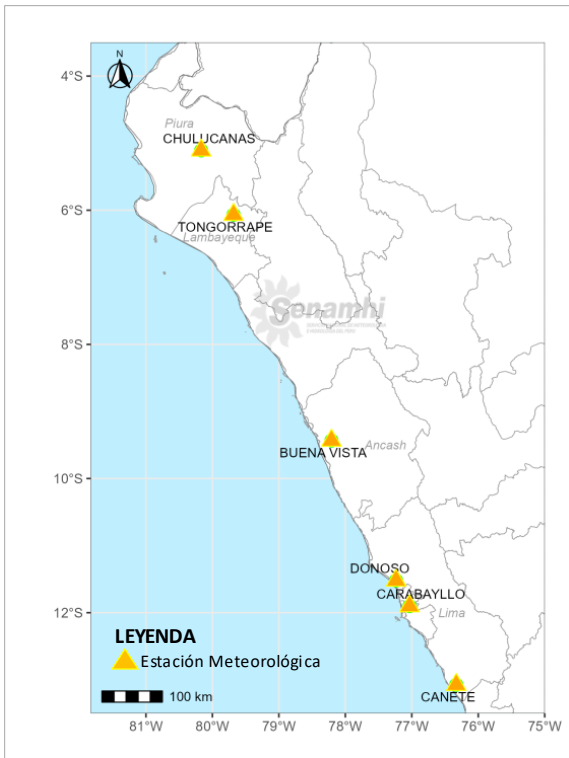 N
4°S
Piura
CHULUCANAS
6°S
TONGORRAPE
Lambayeque
Senamhi
8°S
Ancash
BUENA VISTA
10°S
DONOSO
CARABAYLLO
12°S
Lima
LEYENDA
Estación Meteorológica
100 km
CAÑETE
81°W
80°W
79°W
78°W
77°W
76°W
75°W